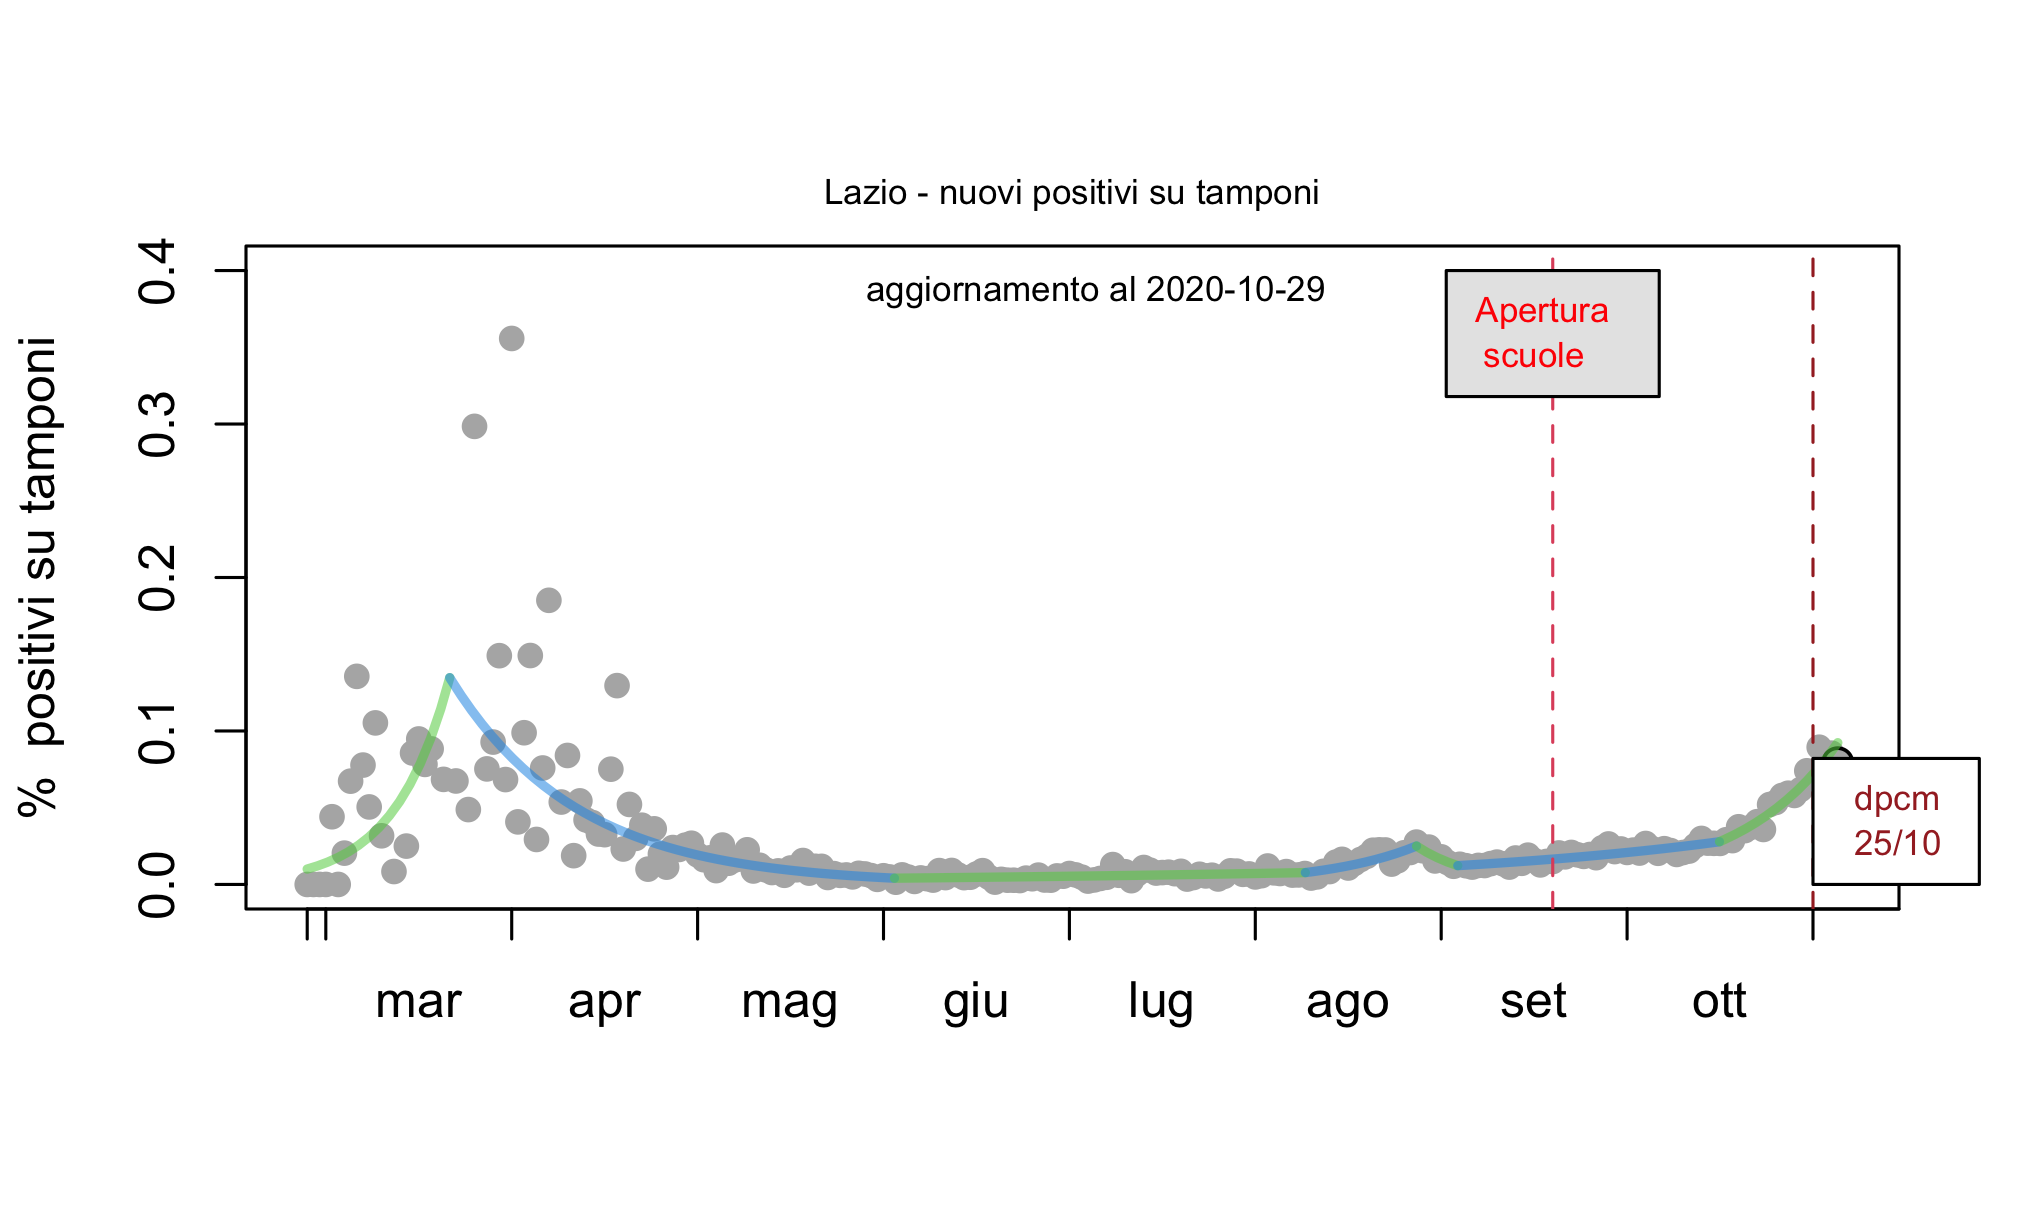 Lazio - nuovi positivi su tamponi
aggiornamento al 2020-10-29
Apertura
scuole
dpcm
25/10
% positivi su tamponi
0.4
0.3
0.2
0.1
0.0
mar apr mag giu lug ago set ott